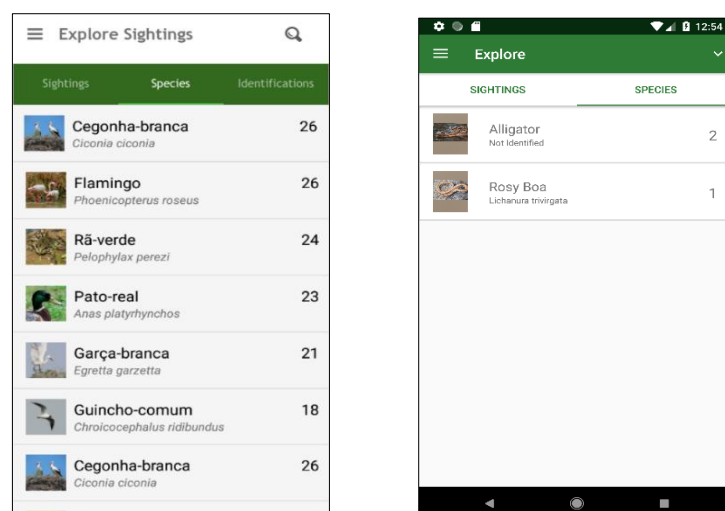 Explore Sightings
Sightings Species Identifications
Cegonha-branca 26
Ciconia ciconia
Flamingo 26
Phoenicopterus roseus
Rã-verde 24
Pelophylax perezi
Pato-real 23
Anas platyrhynchos
Garça-branca 21
Egretta garzetta
Guincho-comum 18
Chroicocephalus ridibundus
Cegonha-branca 26
Ciconia ciconia
12:54
Explore
SIGHTINGS SPECIES
Alligator 2
Not Identified
Rosy Boa 1
Lichanura trivirgata